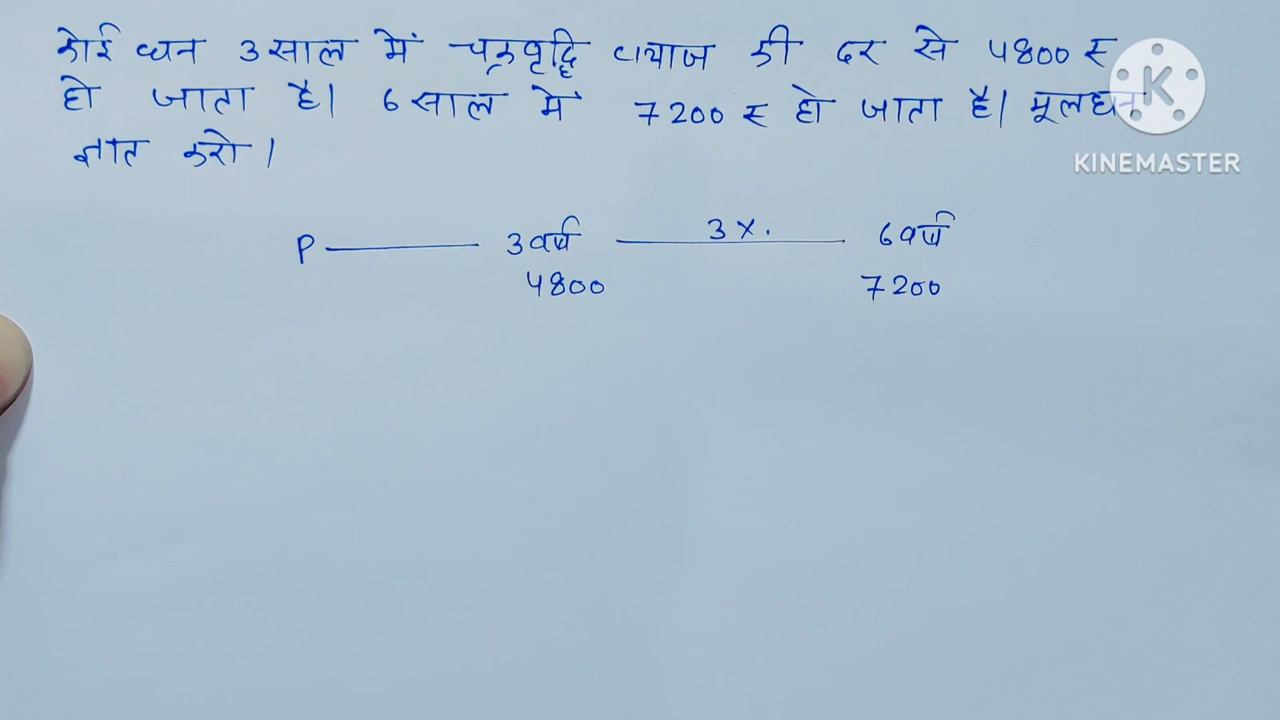 कोई धन 3 साल में चक्रवृद्धि ब्याज की दर से 4800 रु
हो जाता है। 6 साल में 7200 रु हो जाता है। मूलधन
ज्ञात करो।
P 3 वर्ष 3 Y. 6 वर्ष
4800 7200
K
KINEMASTER